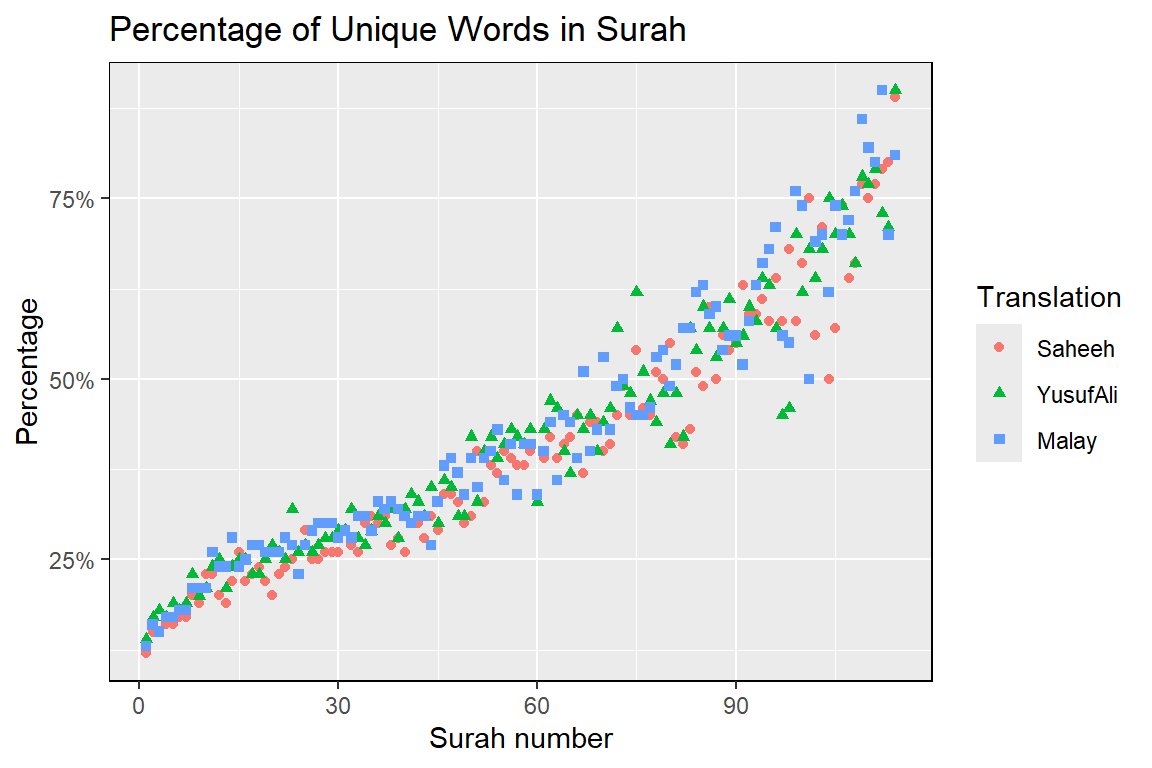 Percentage of Unique Words in Surah
75%
50%
25%
Percentage
0 30 60 90
Surah number
Translation
Saheeh
YusufAli
Malay